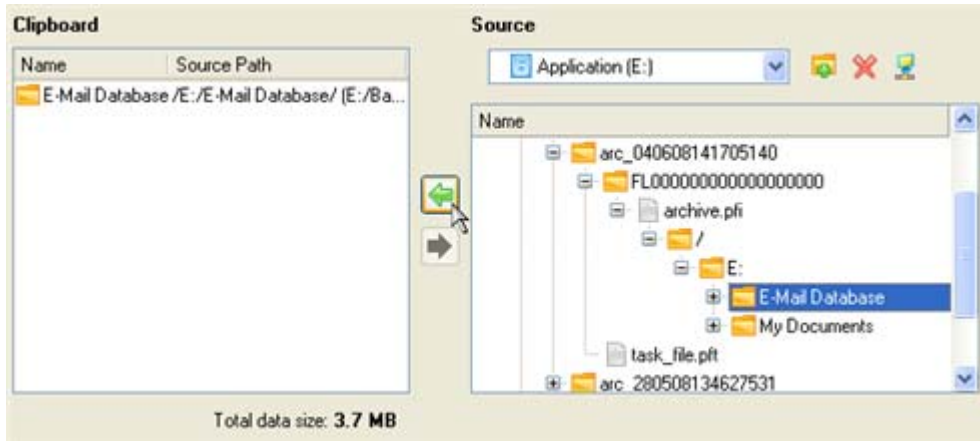 Clipboard
Name Source Path
E-Mail Database /E:/E-Mail Database/ (E:/Ba...
Total data size: 3.7 MB
Source
Application (E:)
Name
arc_040608141705140
FL000000000000000000
archive.pfi
/
E:
E-Mail Database
My Documents
task_file.pft
arc_280508134627531